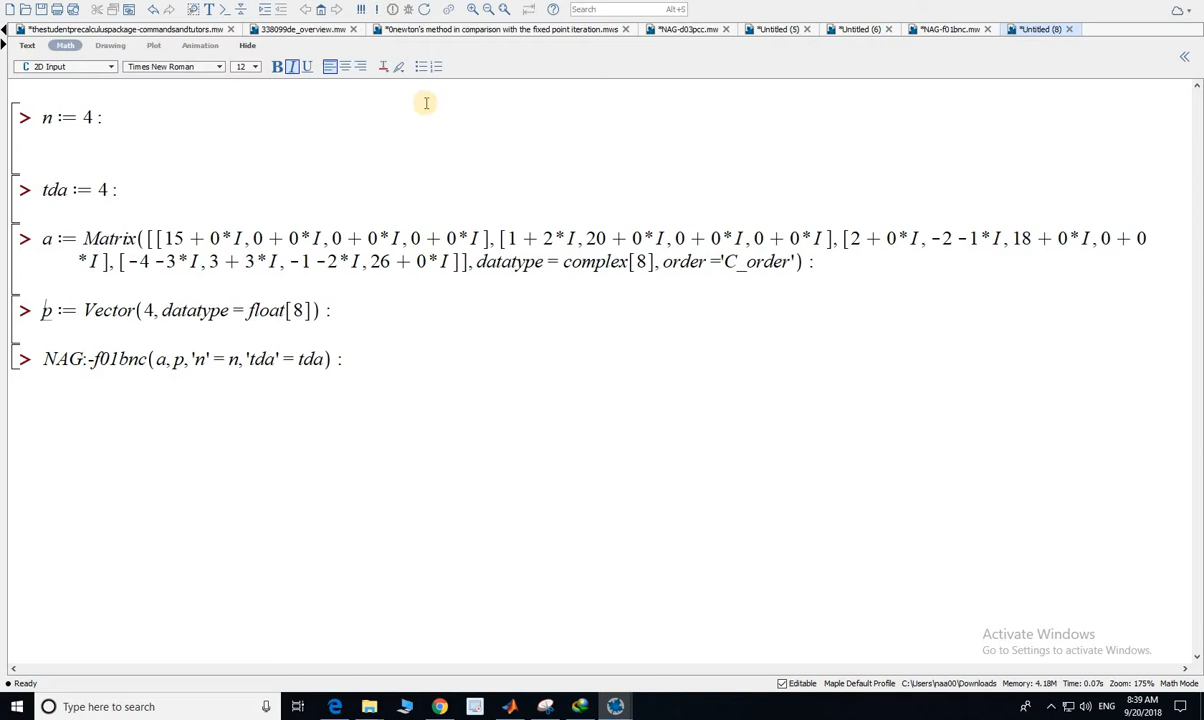 Search Alt+S
*thestudentprecalculuspackage-commandsandtutors.mw 338099de_overview.mw *0newton's method in comparison with the fixed point iteration.mws *NAG-d03pcc.mw *Untitled (5) *Untitled (6) *NAG-f01bnc.mw *Untitled (8)
Text Math Drawing Plot Animation Hide
C 2D Input Times New Roman 12 B I U
> n := 4 :
> tda := 4 :
> a := Matrix([[15 + 0*I, 0 + 0*I, 0 + 0*I, 0 + 0*I], [1 + 2*I, 20 + 0*I, 0 + 0*I, 0 + 0*I], [2 + 0*I, -2 -1*I, 18 + 0*I, 0 + 0
*I], [-4 -3*I, 3 + 3*I, -1 -2*I, 26 + 0*I]], datatype = complex[8], order ='C_order') :
> p := Vector(4, datatype = float[8]) :
> NAG:-f01bnc(a, p, 'n' = n, 'tda' = tda) :
Activate Windows
Go to Settings to activate Windows.
Ready Editable Maple Default Profile C:\Users\naa00\Downloads Memory: 4.18M Time: 0.07s Zoom: 175% Math Mode
Type here to search ENG 8:39 AM
9/20/2018